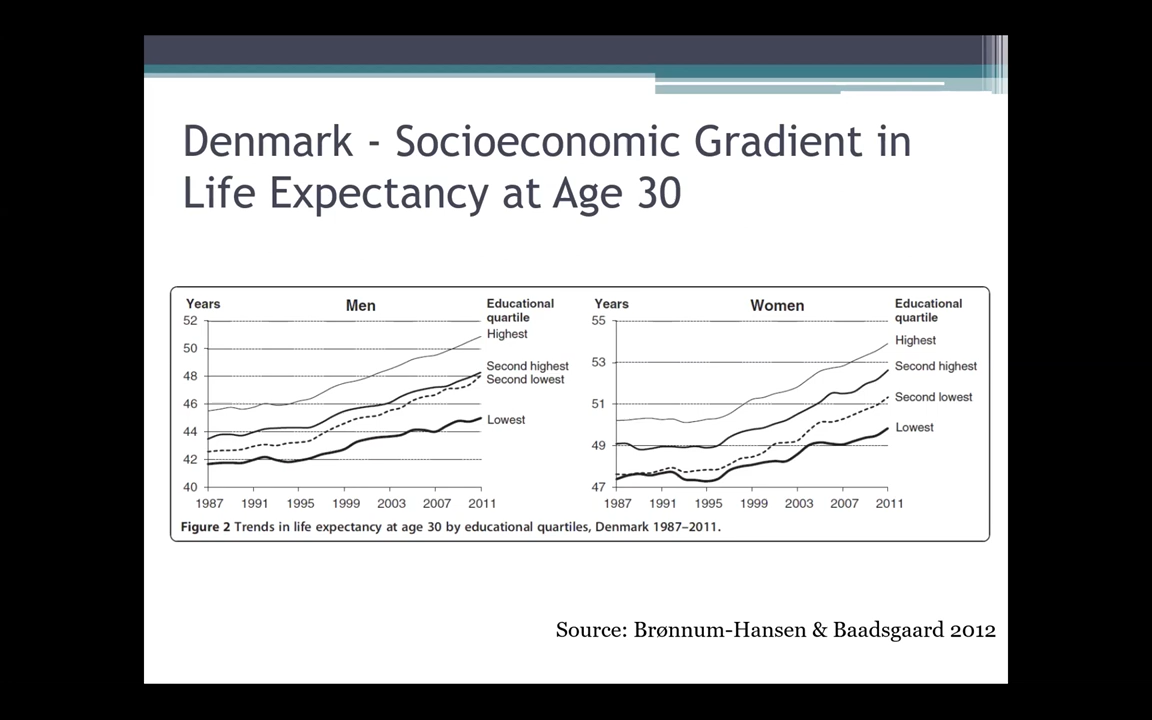 Denmark - Socioeconomic Gradient in
Life Expectancy at Age 30
Years
Men
Educational
quartile
52
50
48
46
44
42
40
Highest
Second highest
Second lowest
Lowest
1987 1991 1995 1999 2003 2007 2011
Years
Women
Educational
quartile
55
53
51
49
47
Highest
Second highest
Second lowest
Lowest
1987 1991 1995 1999 2003 2007 2011
Figure 2 Trends in life expectancy at age 30 by educational quartiles, Denmark 1987–2011.
Source: Brønnum-Hansen & Baadsgaard 2012